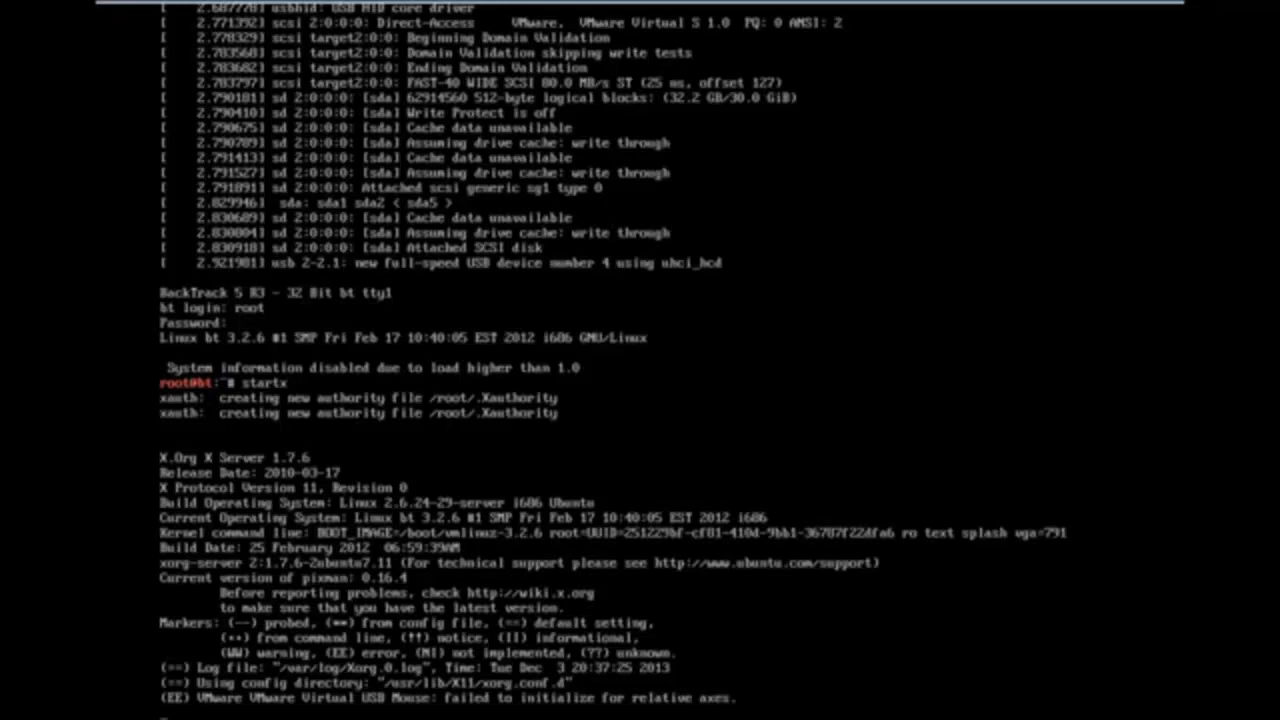 [    2.687778] usbhid: USB HID core driver
[    2.771392] scsi 2:0:0:0: Direct-Access     VMware,  VMware Virtual S 1.0  PQ: 0 ANSI: 2
[    2.778329] scsi target2:0:0: Beginning Domain Validation
[    2.783568] scsi target2:0:0: Domain Validation skipping write tests
[    2.783682] scsi target2:0:0: Ending Domain Validation
[    2.783797] scsi target2:0:0: FAST-40 WIDE SCSI 80.0 MB/s ST (25 ns, offset 127)
[    2.790181] sd 2:0:0:0: [sda] 62914560 512-byte logical blocks: (32.2 GB/30.0 GiB)
[    2.790410] sd 2:0:0:0: [sda] Write Protect is off
[    2.790675] sd 2:0:0:0: [sda] Cache data unavailable
[    2.790789] sd 2:0:0:0: [sda] Assuming drive cache: write through
[    2.791413] sd 2:0:0:0: [sda] Cache data unavailable
[    2.791527] sd 2:0:0:0: [sda] Assuming drive cache: write through
[    2.791891] sd 2:0:0:0: Attached scsi generic sg1 type 0
[    2.829946]  sda: sda1 sda2 < sda5 >
[    2.830689] sd 2:0:0:0: [sda] Cache data unavailable
[    2.830804] sd 2:0:0:0: [sda] Assuming drive cache: write through
[    2.830918] sd 2:0:0:0: [sda] Attached SCSI disk
[    2.921981] usb 2-2.1: new full-speed USB device number 4 using uhci_hcd
BackTrack 5 R3 - 32 Bit bt tty1
bt login: root
Password:
Linux bt 3.2.6 #1 SMP Fri Feb 17 10:40:05 EST 2012 i686 GNU/Linux
System information disabled due to load higher than 1.0
root@bt:~# startx
xauth:  creating new authority file /root/.Xauthority
xauth:  creating new authority file /root/.Xauthority
X.Org X Server 1.7.6
Release Date: 2010-03-17
X Protocol Version 11, Revision 0
Build Operating System: Linux 2.6.24-29-server i686 Ubuntu
Current Operating System: Linux bt 3.2.6 #1 SMP Fri Feb 17 10:40:05 EST 2012 i686
Kernel command line: BOOT_IMAGE=/boot/vmlinuz-3.2.6 ro text splash vga=791
Build Date: 25 February 2012  06:59:39AM
xorg-server 2:1.7.6-2ubuntu7.11 (For technical support please see http://www.ubuntu.com/support)
Current version of pixman: 0.16.4
Before reporting problems, check http://wiki.x.org
to make sure that you have the latest version.
Markers: (--) probed, (**) from config file, (==) default setting,
(++) from command line, (!!) notice, (II) informational,
(WW) warning, (EE) error, (NI) not implemented, (??) unknown.
(==) Log file: "/var/log/Xorg.0.log", Time: Tue Dec  3 20:37:25 2013
(==) Using config directory: "/usr/lib/X11/xorg.conf.d"
(EE) VMware VMware Virtual USB Mouse: failed to initialize for relative axes.